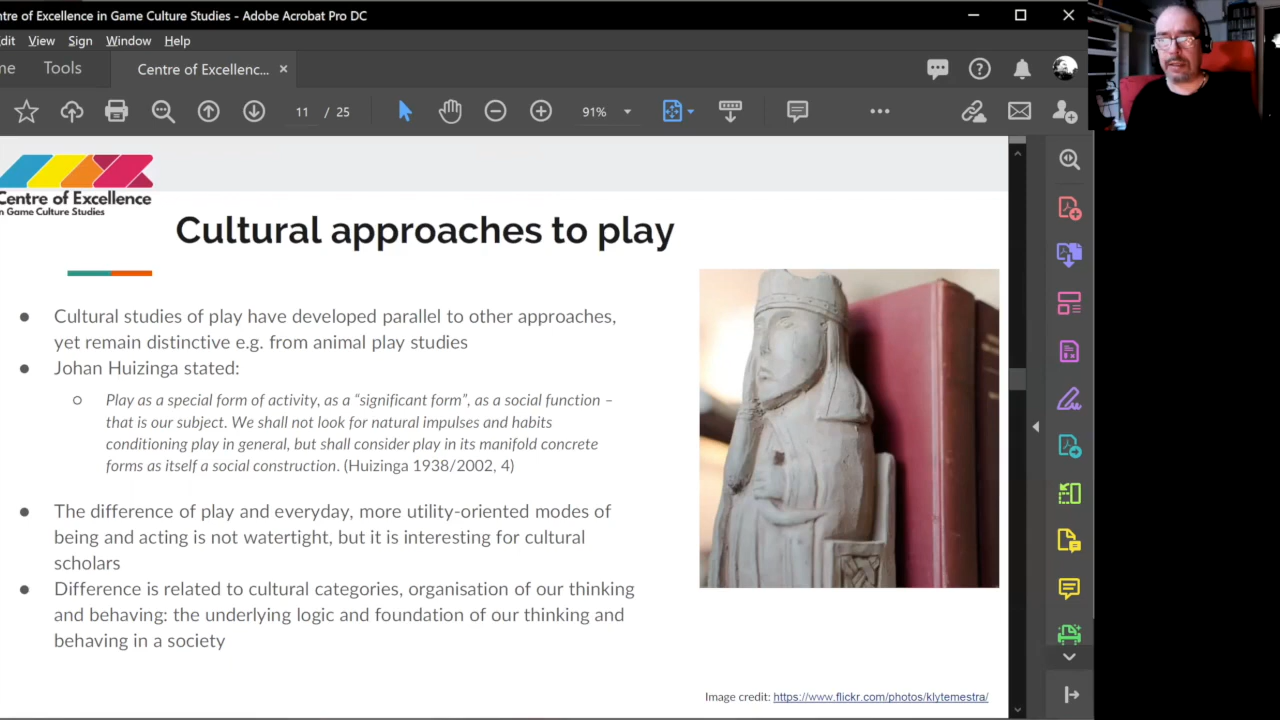 ntre of Excellence in Game Culture Studies - Adobe Acrobat Pro DC
dit View Sign Window Help
me Tools Centre of Excellenc...
11 / 25 91%
Centre of Excellence
in Game Culture Studies
Cultural approaches to play
● Cultural studies of play have developed parallel to other approaches,
yet remain distinctive e.g. from animal play studies
● Johan Huizinga stated:
○ Play as a special form of activity, as a “significant form”, as a social function –
that is our subject. We shall not look for natural impulses and habits
conditioning play in general, but shall consider play in its manifold concrete
forms as itself a social construction. (Huizinga 1938/2002, 4)
● The difference of play and everyday, more utility-oriented modes of
being and acting is not watertight, but it is interesting for cultural
scholars
● Difference is related to cultural categories, organisation of our thinking
and behaving: the underlying logic and foundation of our thinking and
behaving in a society
Image credit: https://www.flickr.com/photos/klytemestra/